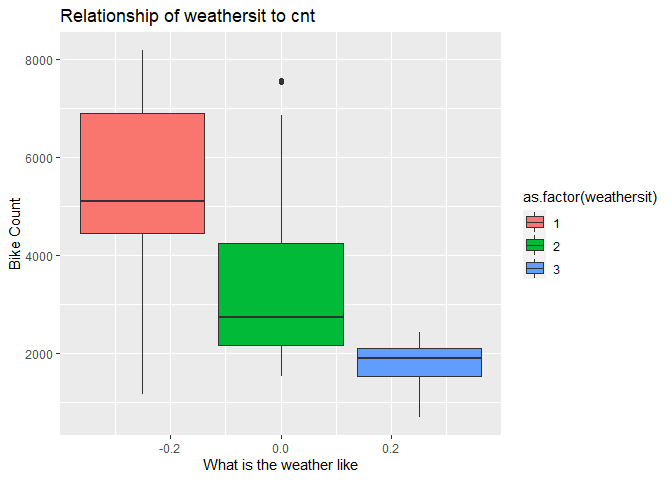 Relationship of weathersit to cnt
Bike Count
8000
6000
4000
2000
-0.2
0.0
0.2
What is the weather like
as.factor(weathersit)
1
2
3